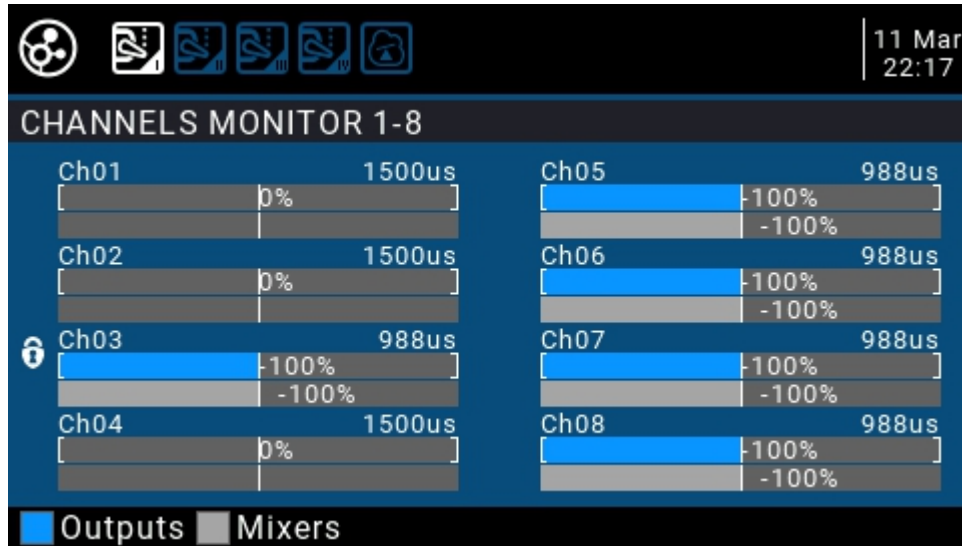 11 Mar
22:17
CHANNELS MONITOR 1-8
Ch01 1500us
0%
Ch02 1500us
0%
Ch03 988us
-100%
-100%
Ch04 1500us
0%
Ch05 988us
-100%
-100%
Ch06 988us
-100%
-100%
Ch07 988us
-100%
-100%
Ch08 988us
-100%
-100%
Outputs Mixers